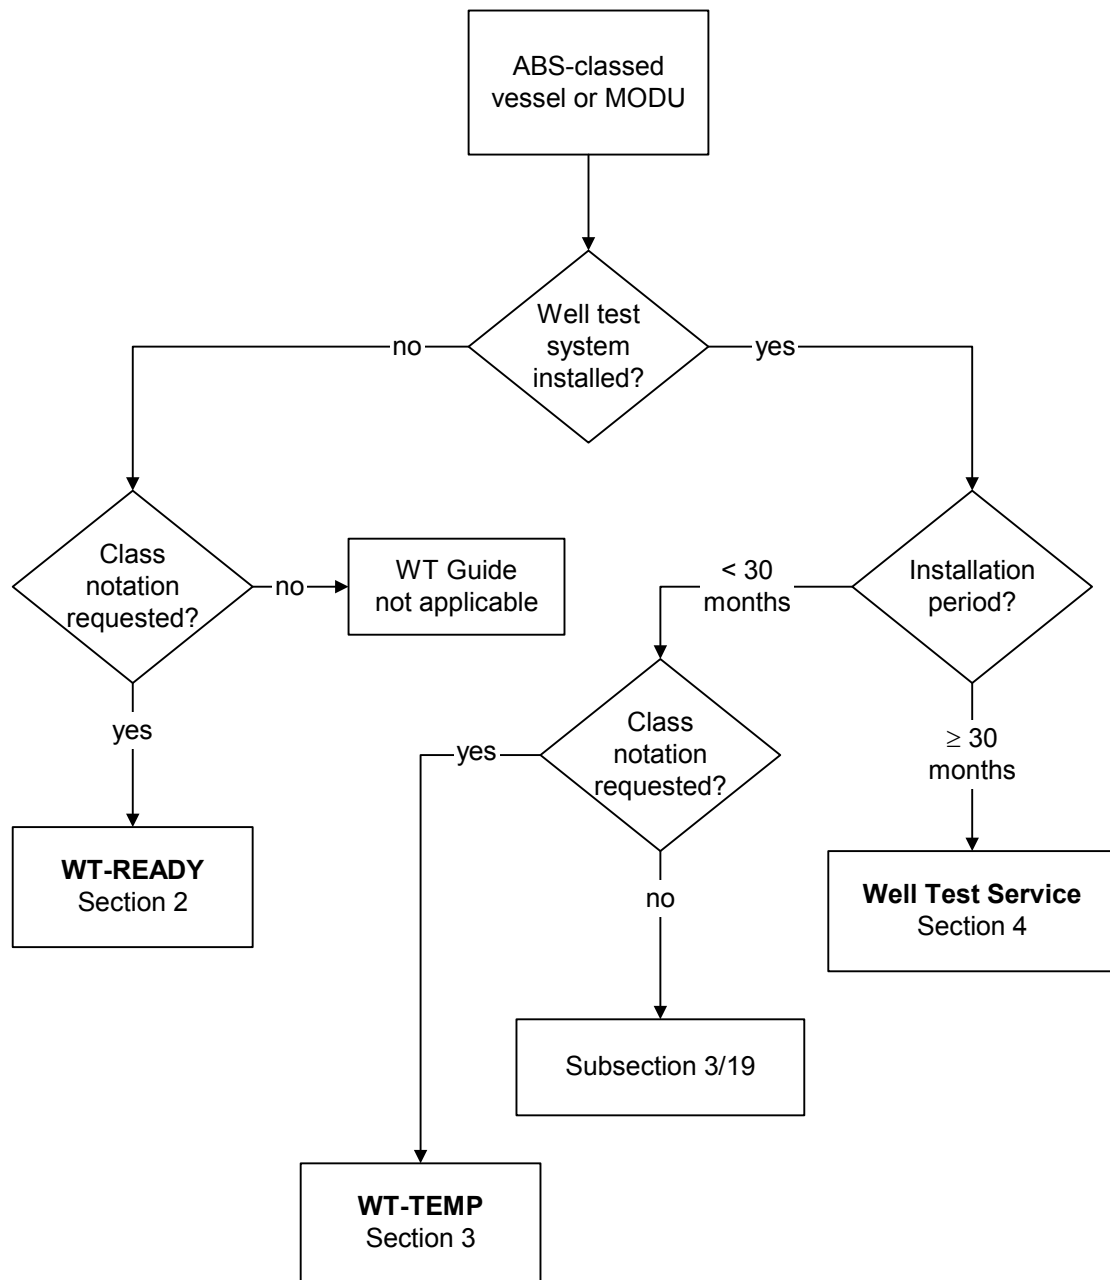 ABS-classed
vessel or MODU
Well test
system
installed?
no
yes
Class
notation
requested?
no
WT Guide
not applicable
< 30
months
Installation
period?
yes
Class
notation
requested?
yes
≥ 30
months
no
WT-READY
Section 2
Well Test Service
Section 4
Subsection 3/19
WT-TEMP
Section 3